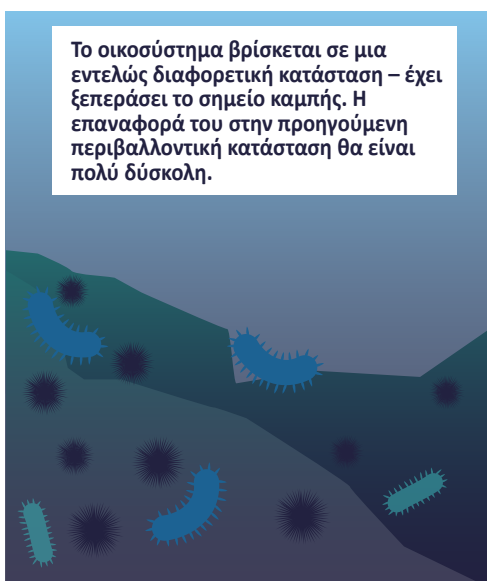 Το οικοσύστημα βρίσκεται σε μια
εντελώς διαφορετική κατάσταση – έχει
ξεπεράσει το σημείο καμπής. Η
επαναφορά του στην προηγούμενη
περιβαλλοντική κατάσταση θα είναι
πολύ δύσκολη.